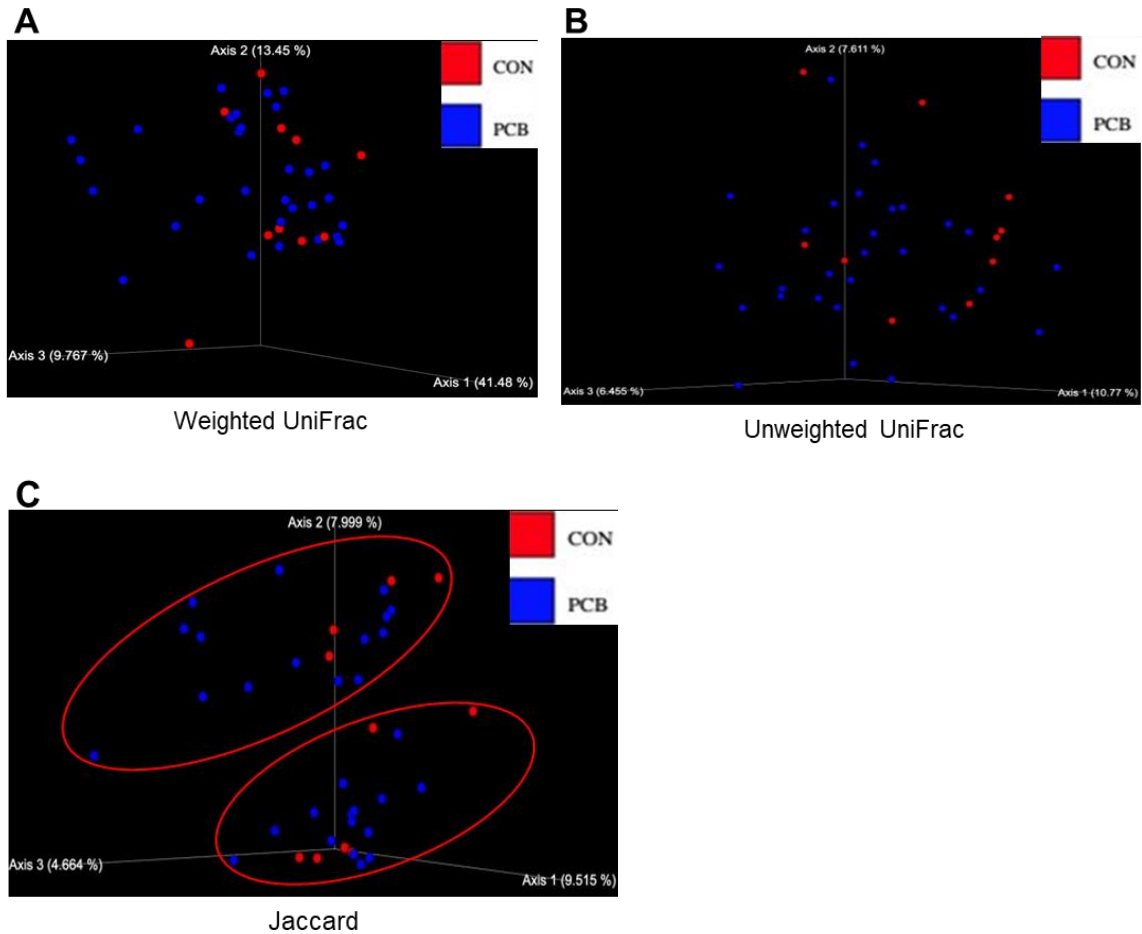 A
Axis 2 (13.45 %)
CON
PCB
Axis 3 (9.767 %)
Axis 1 (41.48 %)
Weighted UniFrac
B
Axis 2 (7.611 %)
CON
PCB
Axis 3 (6.455 %)
Axis 1 (10.77 %)
Unweighted UniFrac
C
Axis 2 (7.999 %)
CON
PCB
Axis 3 (4.664 %)
Axis 1 (9.515 %)
Jaccard